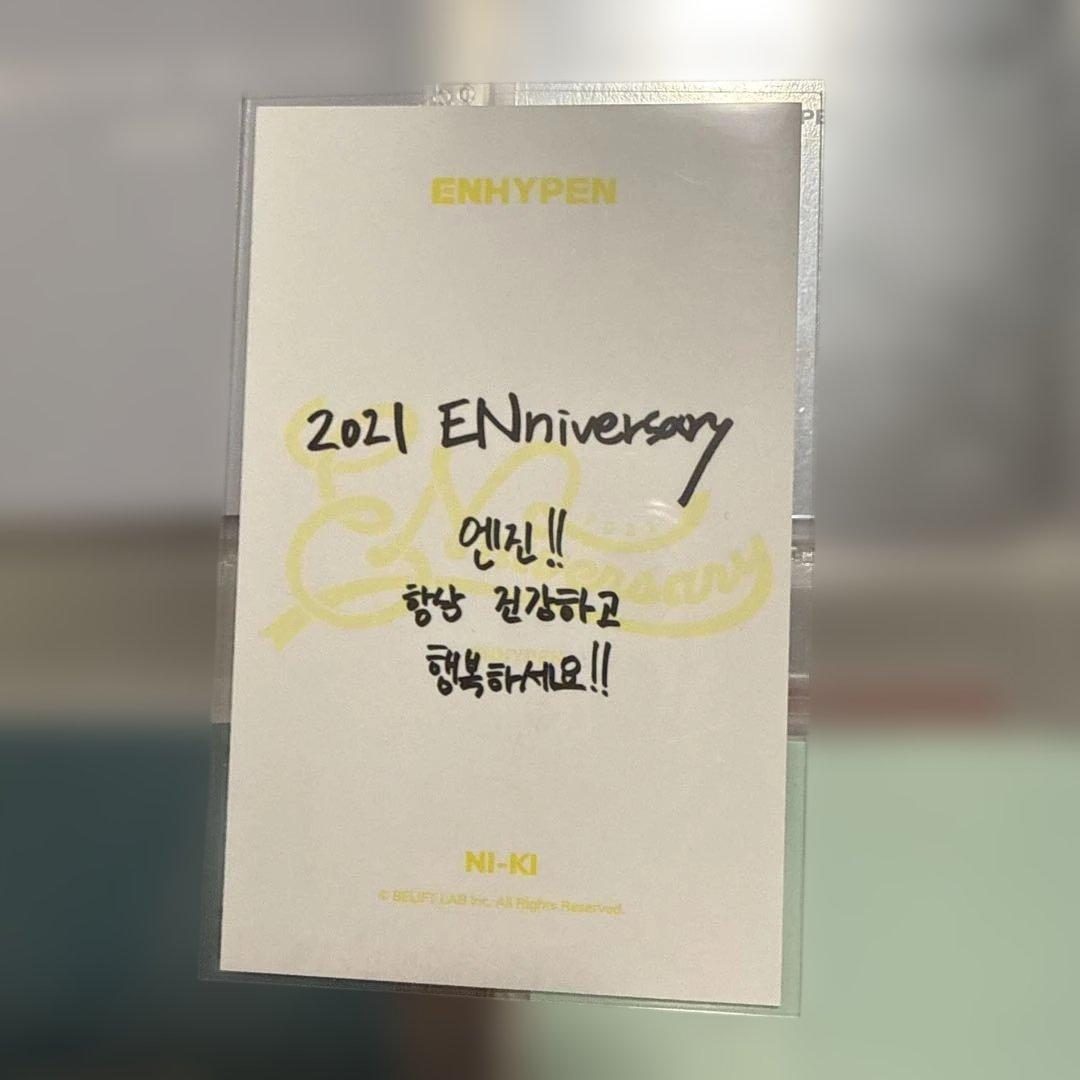 ENHYPEN
2021 ENniversary
엔진!!
항상 건강하고
행복하세요!!
ENniversary
NI-KI
© BELIFT LAB Inc. All Rights Reserved.